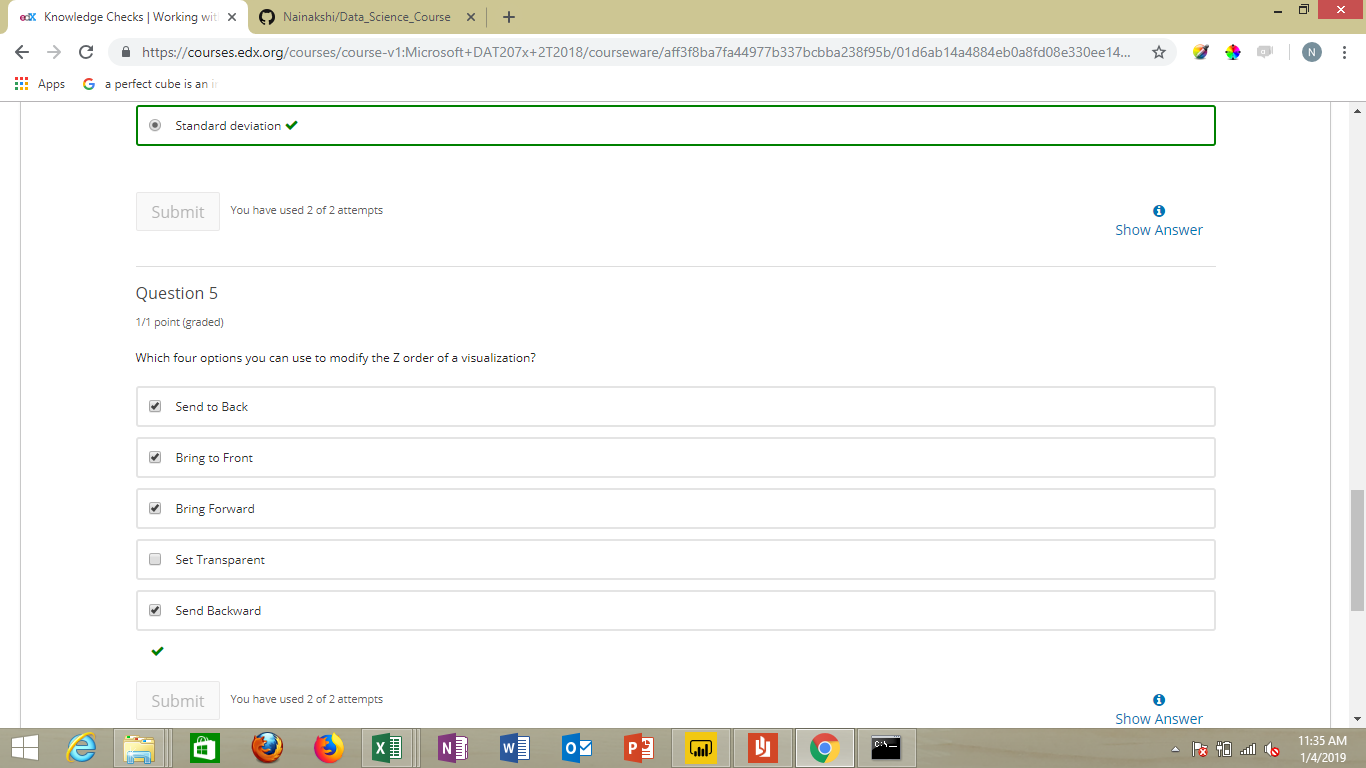 edX Knowledge Checks | Working wit
Nainakshi/Data_Science_Course
https://courses.edx.org/courses/course-v1:Microsoft+DAT207x+2T2018/courseware/aff3f8ba7fa44977b337bcbba238f95b/01d6ab14a4884eb0a8fd08e330ee14...
N
Apps
G a perfect cube is an i
Standard deviation
Submit
You have used 2 of 2 attempts
Show Answer
Question 5
1/1 point (graded)
Which four options you can use to modify the Z order of a visualization?
Send to Back
Bring to Front
Bring Forward
Set Transparent
Send Backward
Submit
You have used 2 of 2 attempts
Show Answer
11:35 AM
1/4/2019